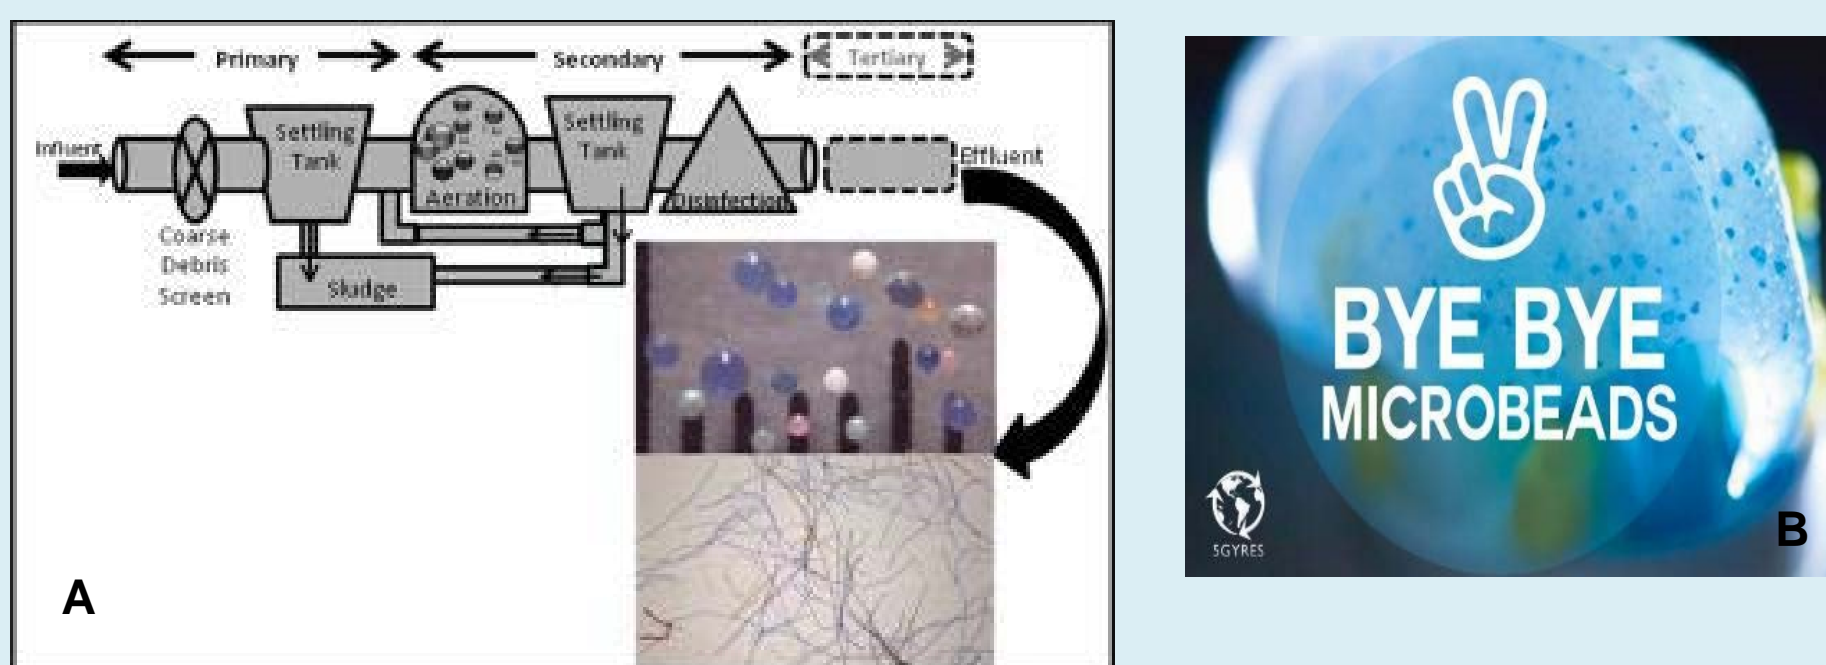 Primary
Secondary
Tertiary
Influent
Settling
Tank
Aeration
Settling
Tank
Disinfection
Effluent
Coarse
Debris
Screen
Sludge
A
BYE BYE
MICROBEADS
5GYRES
B